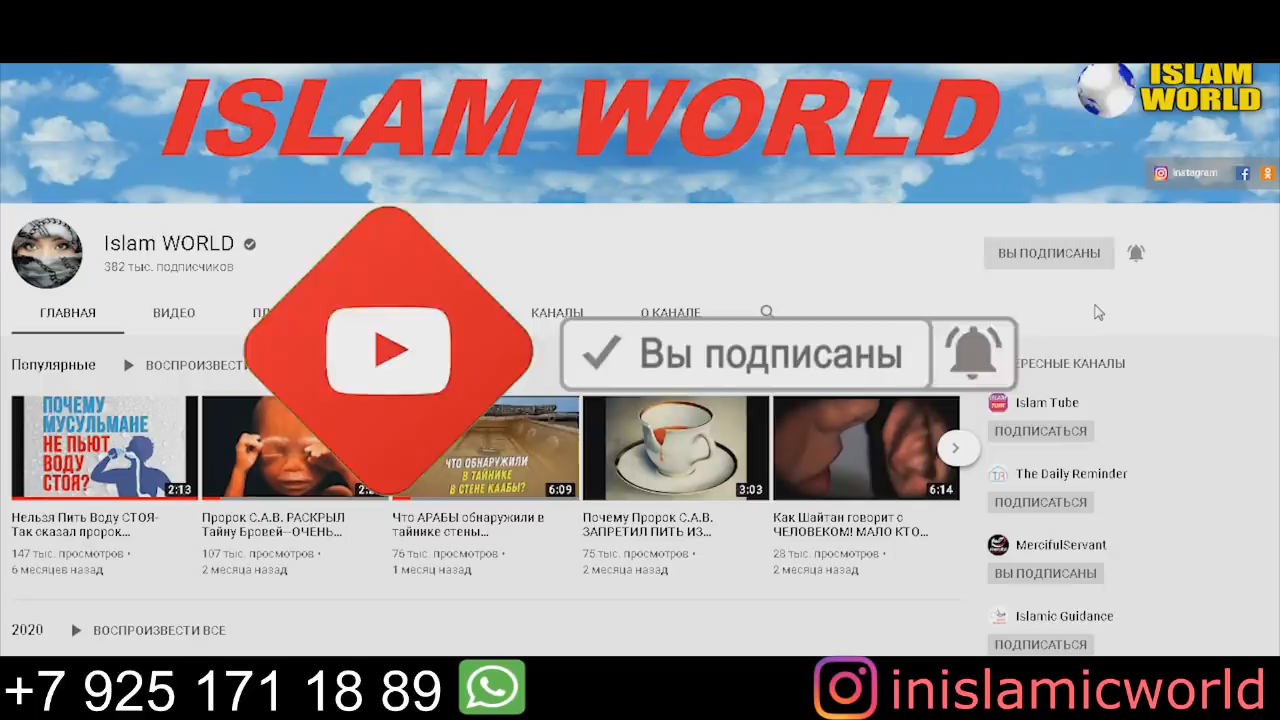 ISLAM WORLD
ISLAM
WORLD
Instagram
Islam WORLD
382 тыс. подписчиков
ВЫ ПОДПИСАНЫ
ГЛАВНАЯ
ВИДЕО
КАНАЛЫ
О КАНАЛЕ
Вы подписаны
Популярные
ЕРЕСНЫЕ КАНАЛЫ
ПОЧЕМУ
МУСУЛЬМАНЕ
НЕ ПЬЮТ
ВОДУ
СТОЯ?
2:13
ЧТО ОБНАРУЖИЛИ
В ТАЙНИКЕ
В СТЕНЕ КААБЫ?
6:09
3:03
6:14
Нельзя Пить Воду СТОЯ-
Так сказал пророк...
147 тыс. просмотров •
6 месяцев назад
Пророк С.А.В. РАСКРЫЛ
Тайну Бровей--ОЧЕНЬ...
107 тыс. просмотров •
2 месяца назад
Что АРАБЫ обнаружили в
тайнике стены...
76 тыс. просмотров •
1 месяц назад
Почему Пророк С.А.В.
ЗАПРЕТИЛ ПИТЬ ИЗ...
75 тыс. просмотров •
2 месяца назад
Как Шайтан говорит с
ЧЕЛОВЕКОМ! МАЛО КТО...
28 тыс. просмотров •
2 месяца назад
Islam Tube
ПОДПИСАТЬСЯ
The Daily Reminder
ПОДПИСАТЬСЯ
MercifulServant
ВЫ ПОДПИСАНЫ
Islamic Guidance
ПОДПИСАТЬСЯ
2020
ВОСПРОИЗВЕСТИ ВСЕ
+7 925 171 18 89
inislamicworld